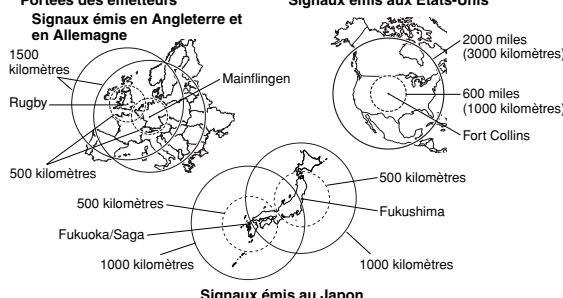 Portées des émetteurs
Signaux émis en Angleterre et
en Allemagne
1500
kilomètres
Rugby
Mainflingen
500 kilomètres
Signaux émis aux États-Unis
2000 miles
(3000 kilomètres)
600 miles
(1000 kilomètres)
Fort Collins
500 kilomètres
500 kilomètres
Fukushima
Fukuoka/Saga
1000 kilomètres
1000 kilomètres
Signaux émis au Japon